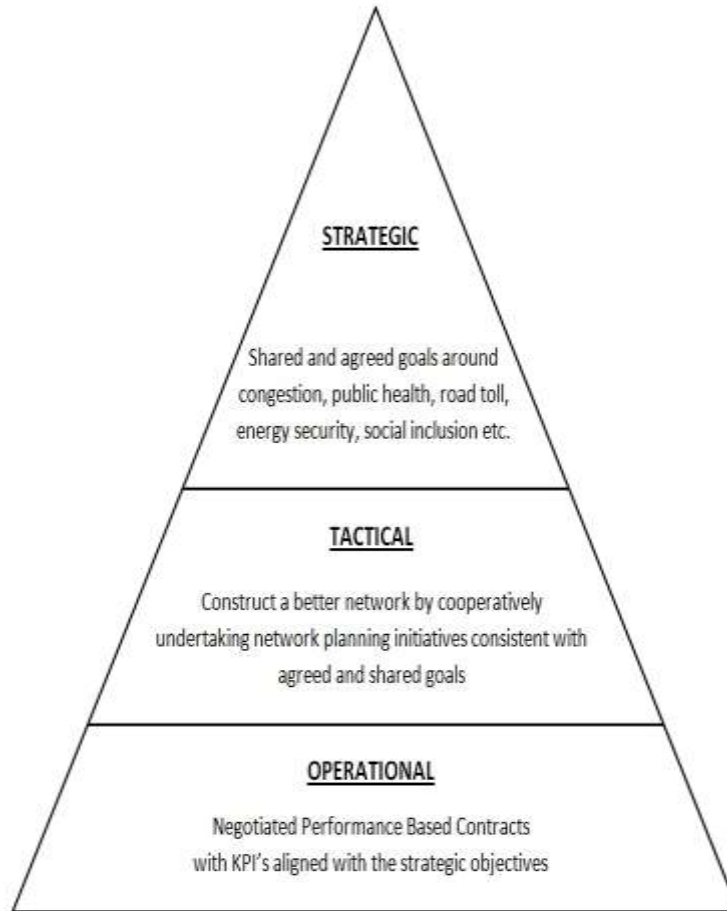 STRATEGIC
Shared and agreed goals around
congestion, public health, road toll,
energy security, social inclusion etc.
TACTICAL
Construct a better network by cooperatively
undertaking network planning initiatives consistent with
agreed and shared goals
OPERATIONAL
Negotiated Performance Based Contracts
with KPI's aligned with the strategic objectives